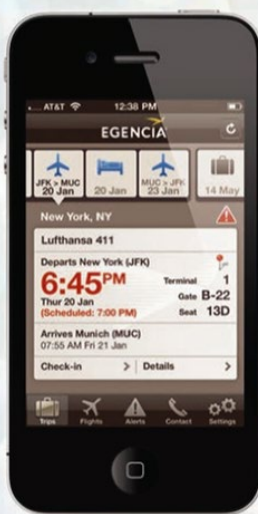 AT&T 12:38 PM
EGENCIA
JFK > MUC
20 Jan
20 Jan
MUC > JFK
23 Jan
14 May
New York, NY
Lufthansa 411
Departs New York (JFK)
6:45PM
Thur 20 Jan
(Scheduled: 7:00 PM)
Terminal 1
Gate B-22
Seat 13D
Arrives Munich (MUC)
07:55 AM Fri 21 Jan
Check-in > Details >
Trips Flights Alerts Contact Settings